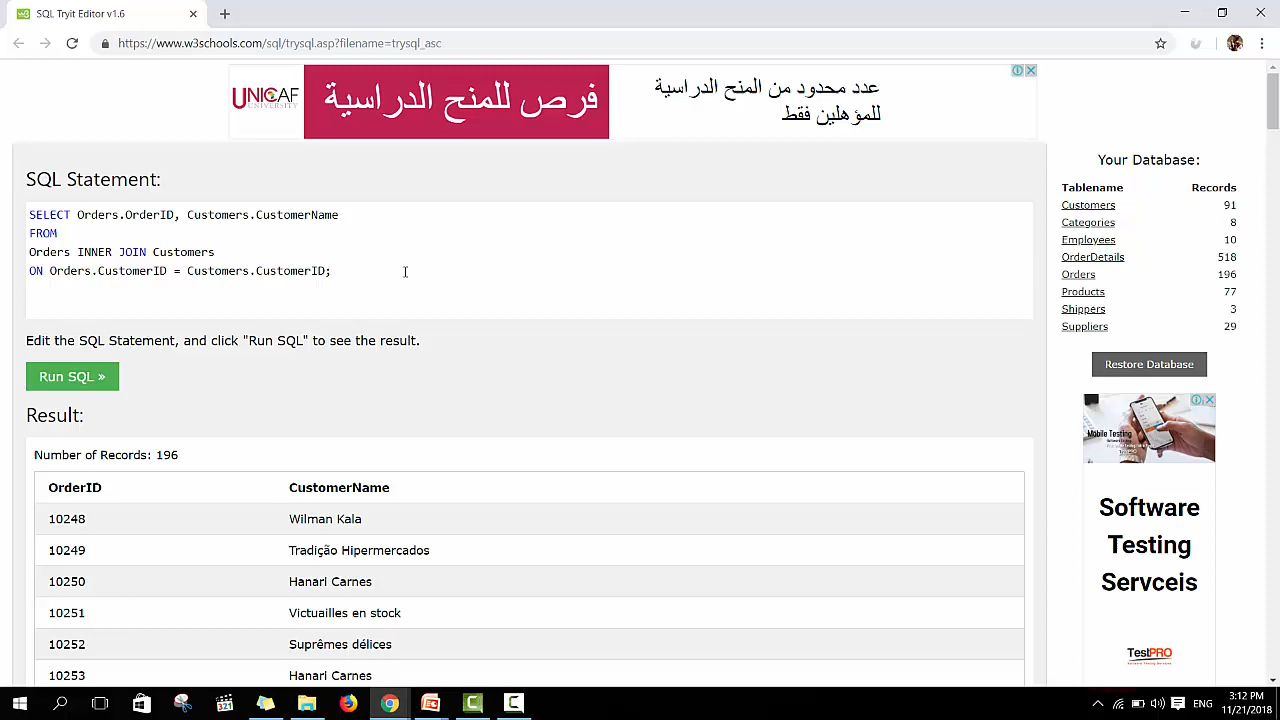 SQL Tryit Editor v1.6
https://www.w3schools.com/sql/trysql.asp?filename=trysql_asc
UNICAF
UNIVERSITY
فرص للمنح الدراسية
عدد محدود من المنح الدراسية
للمؤهلين فقط
SQL Statement:
SELECT Orders.OrderID, Customers.CustomerName
FROM
Orders INNER JOIN Customers
ON Orders.CustomerID = Customers.CustomerID;
Edit the SQL Statement, and click "Run SQL" to see the result.
Run SQL »
Result:
Number of Records: 196
OrderID CustomerName
10248 Wilman Kala
10249 Tradição Hipermercados
10250 Hanari Carnes
10251 Victuailles en stock
10252 Suprêmes délices
10253 Hanari Carnes
Your Database:
Tablename Records
Customers 91
Categories 8
Employees 10
OrderDetails 518
Orders 196
Products 77
Shippers 3
Suppliers 29
Restore Database
Mobile Testing
Software
Testing
Servceis
TestPRO
Software Testing Services
321
ENG
3:12 PM
11/21/2018